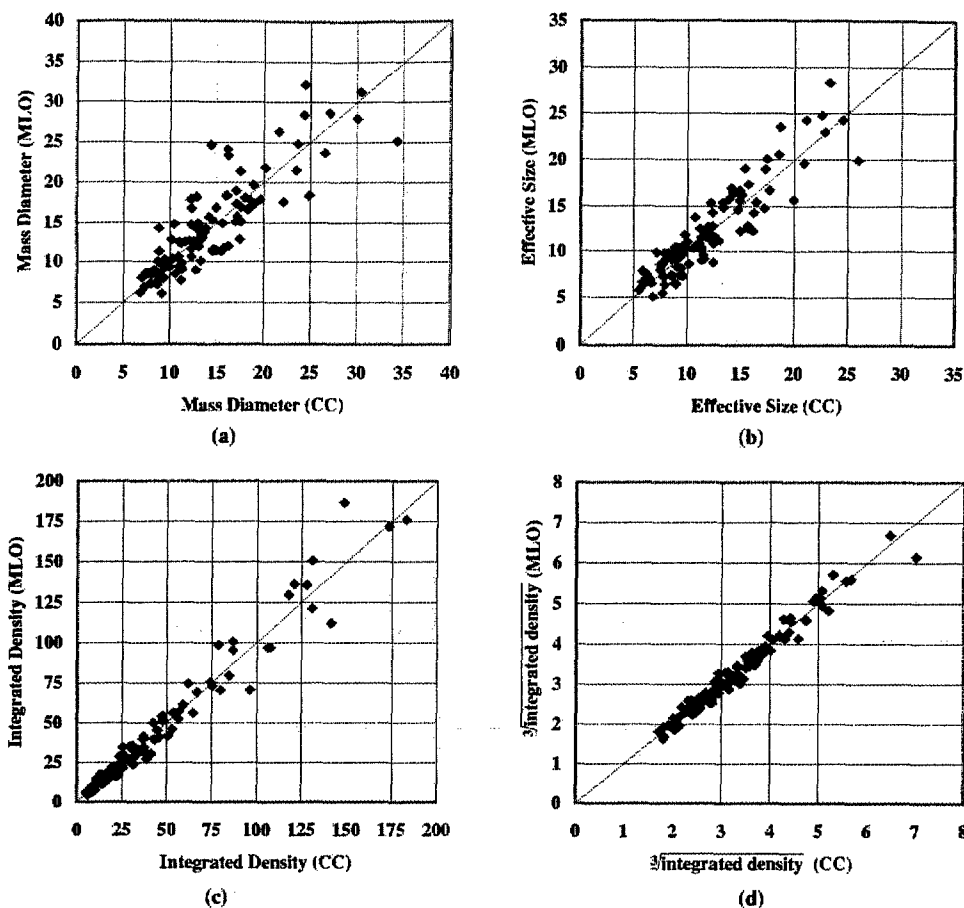 40
35
30
25
20
15
10
5
0
Mass Diameter (MLO)
0 5 10 15 20 25 30 35 40
Mass Diameter (CC)
(a)
35
30
25
20
15
10
5
0
Effective Size (MLO)
0 5 10 15 20 25 30 35
Effective Size (CC)
(b)
200
175
150
125
100
75
50
25
0
Integrated Density (MLO)
0 25 50 75 100 125 150 175 200
Integrated Density (CC)
(c)
8
7
6
5
4
3
2
1
0
∛integrated density (MLO)
0 1 2 3 4 5 6 7 8
∛integrated density (CC)
(d)